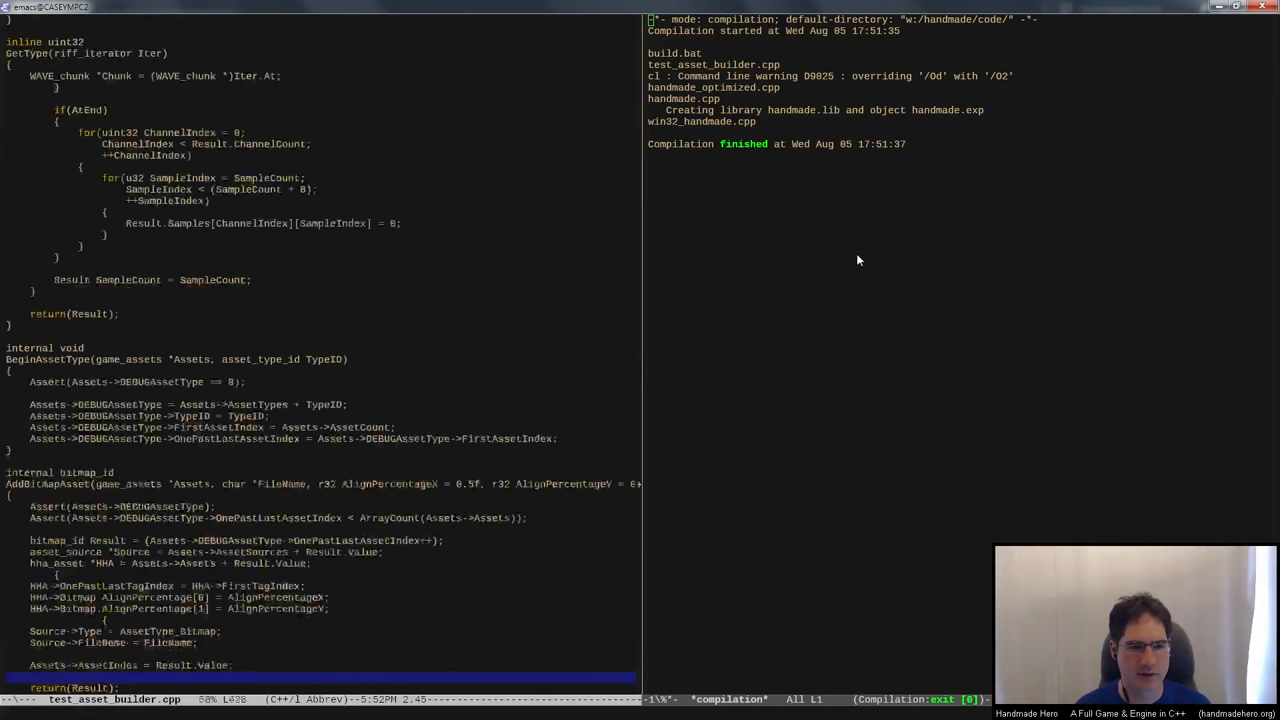 emacs@CASEYMPC2
}
inline uint32
GetType(riff_iterator Iter)
{
WAVE_chunk *Chunk = (WAVE_chunk *)Iter.At;
}
if(AtEnd)
{
for(uint32 ChannelIndex = 0;
ChannelIndex < Result.ChannelCount;
++ChannelIndex)
{
for(u32 SampleIndex = SampleCount;
SampleIndex < (SampleCount + 8);
++SampleIndex)
{
Result.Samples[ChannelIndex][SampleIndex] = 0;
}
}
}
Result.SampleCount = SampleCount;
}
return(Result);
}
internal void
BeginAssetType(game_assets *Assets, asset_type_id TypeID)
{
Assert(Assets->DEBUGAssetType == 0);
Assets->DEBUGAssetType = Assets->AssetTypes + TypeID;
Assets->DEBUGAssetType->TypeID = TypeID;
Assets->DEBUGAssetType->FirstAssetIndex = Assets->AssetCount;
Assets->DEBUGAssetType->OnePastLastAssetIndex = Assets->DEBUGAssetType->FirstAssetIndex;
}
internal bitmap_id
AddBitmapAsset(game_assets *Assets, char *FileName, r32 AlignPercentageX = 0.5f, r32 AlignPercentageY = 0
{
Assert(Assets->DEBUGAssetType);
Assert(Assets->DEBUGAssetType->OnePastLastAssetIndex < ArrayCount(Assets->Assets));
bitmap_id Result = {Assets->DEBUGAssetType->OnePastLastAssetIndex++};
asset_source *Source = Assets->AssetSources + Result.Value;
hha_asset *HHA = Assets->Assets + Result.Value;
{
HHA->OnePastLastTagIndex = HHA->FirstTagIndex;
HHA->Bitmap.AlignPercentage[0] = AlignPercentageX;
HHA->Bitmap.AlignPercentage[1] = AlignPercentageY;
{
Source->Type = AssetType_Bitmap;
Source->FileName = FileName;
Assets->AssetIndex = Result.Value;
return(Result);
--\--- test_asset_builder.cpp 50% L438 (C++/l Abbrev)--5:52PM 2.45
-*- mode: compilation; default-directory: "w:/handmade/code/" -*-
Compilation started at Wed Aug 05 17:51:35
build.bat
test_asset_builder.cpp
cl : Command line warning D9025 : overriding '/Od' with '/O2'
handmade_optimized.cpp
handmade.cpp
Creating library handmade.lib and object handmade.exp
win32_handmade.cpp
Compilation finished at Wed Aug 05 17:51:37
-1\%*- *compilation* All L1 (Compilation:exit [0])-
Handmade Hero A Full Game & Engine in C++ (handmadehero.org)